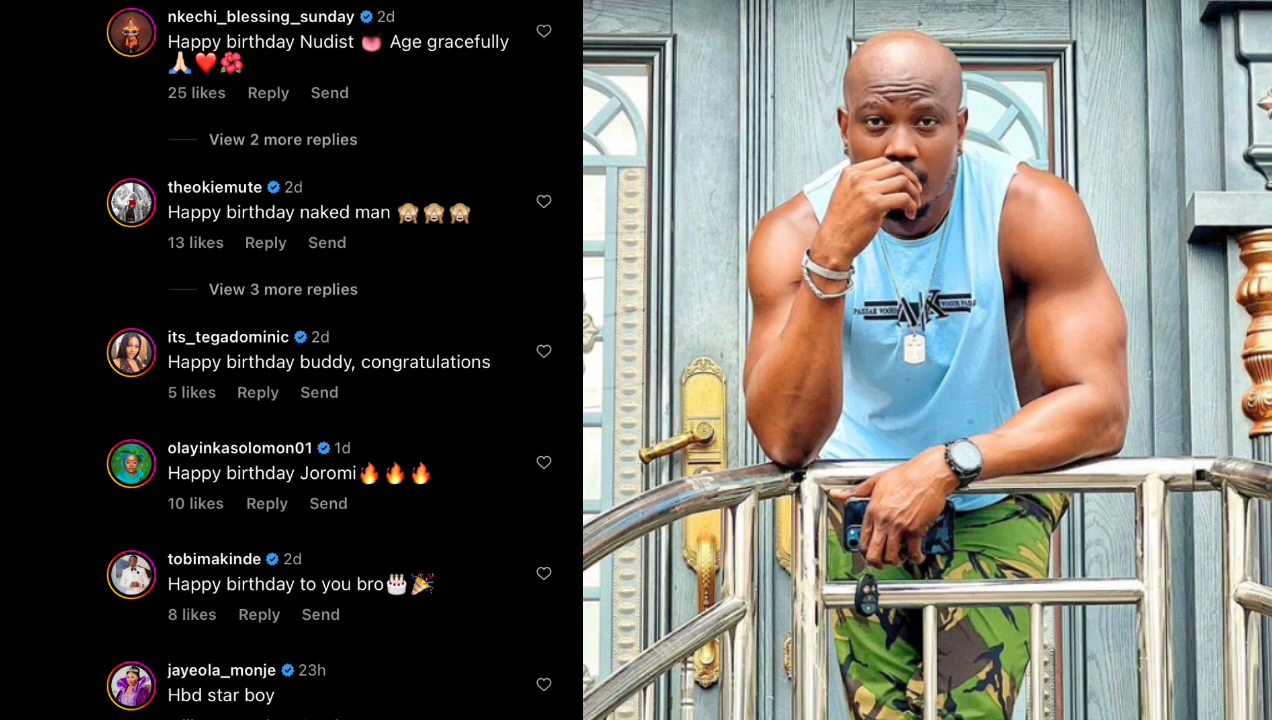 nkechi_blessing_sunday 2d
Happy birthday Nudist 👅 Age gracefully
🙏🏻❤️🌺
25 likes Reply Send
View 2 more replies
theokiemute 2d
Happy birthday naked man 🙈🙈🙈
13 likes Reply Send
View 3 more replies
its_tegadominic 2d
Happy birthday buddy, congratulations
5 likes Reply Send
olayinkasolomon01 1d
Happy birthday Joromi🔥🔥🔥
10 likes Reply Send
tobimakinde 2d
Happy birthday to you bro🎂🎉
8 likes Reply Send
jayeola_monje 23h
Hbd star boy